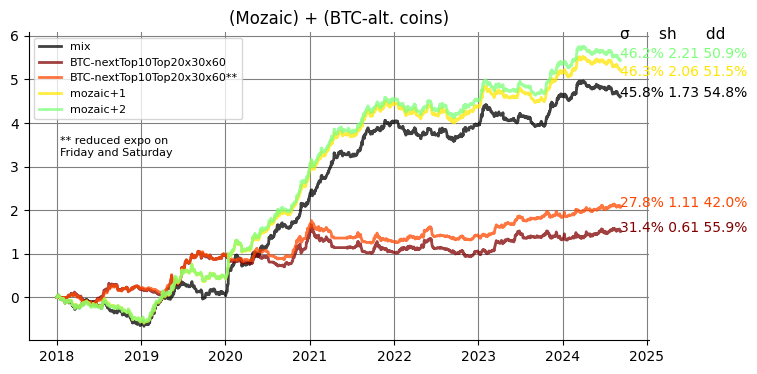 (Mozaic) + (BTC-alt. coins)
σ sh dd
6
5
4
3
2
1
0
mix
BTC-nextTop10Top20x30x60
BTC-nextTop10Top20x30x60**
mozaic+1
mozaic+2
** reduced expo on
Friday and Saturday
46.2% 2.21 50.9%
46.3% 2.06 51.5%
45.8% 1.73 54.8%
27.8% 1.11 42.0%
31.4% 0.61 55.9%
2018 2019 2020 2021 2022 2023 2024 2025